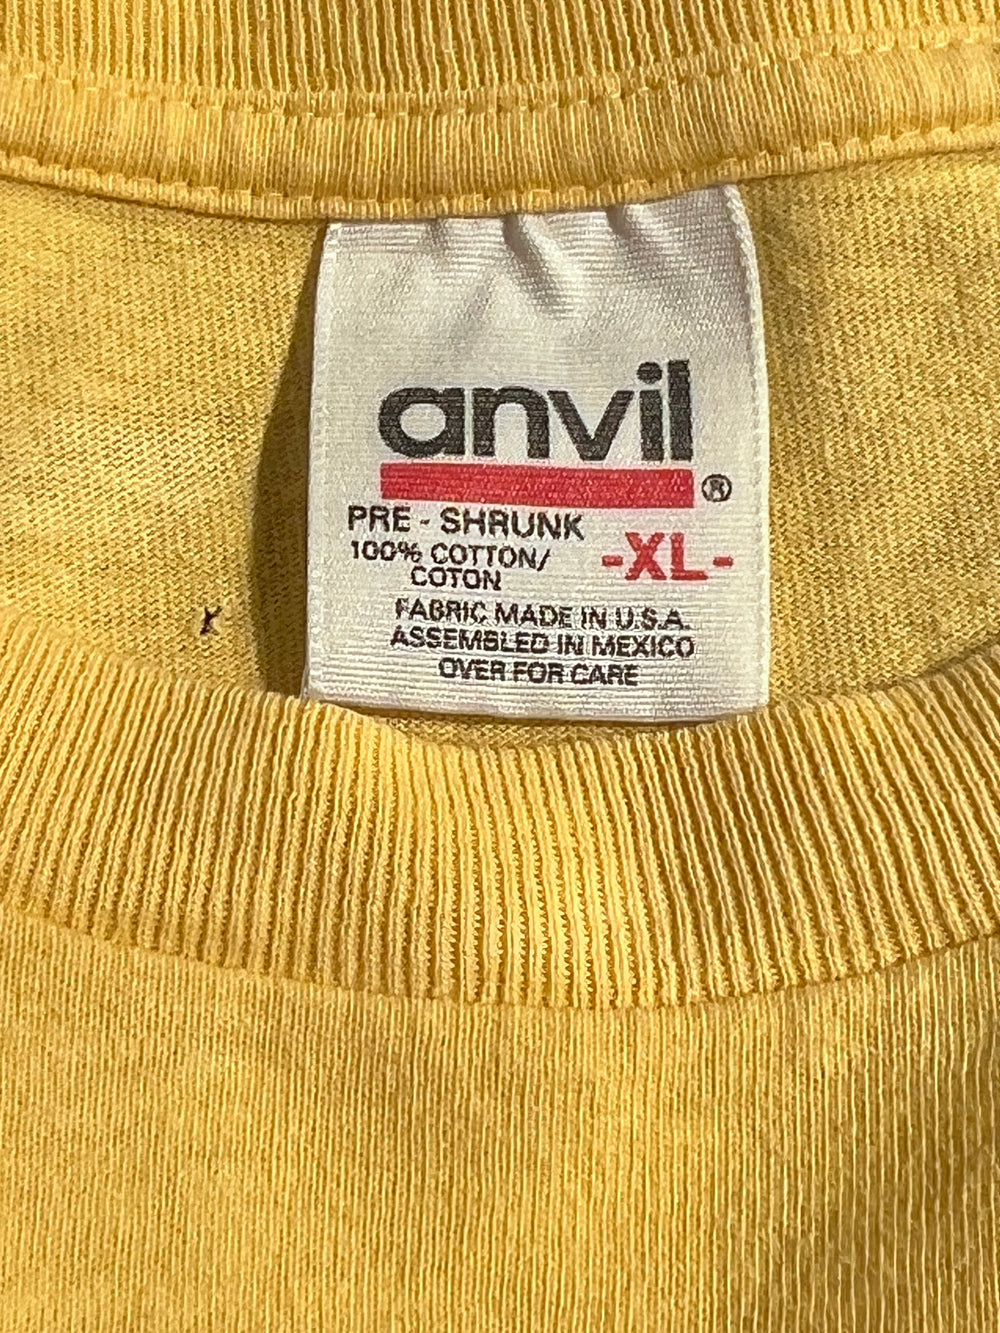 anvil®
PRE - SHRUNK
100% COTTON/
COTON
-XL-
FABRIC MADE IN U.S.A.
ASSEMBLED IN MEXICO
OVER FOR CARE